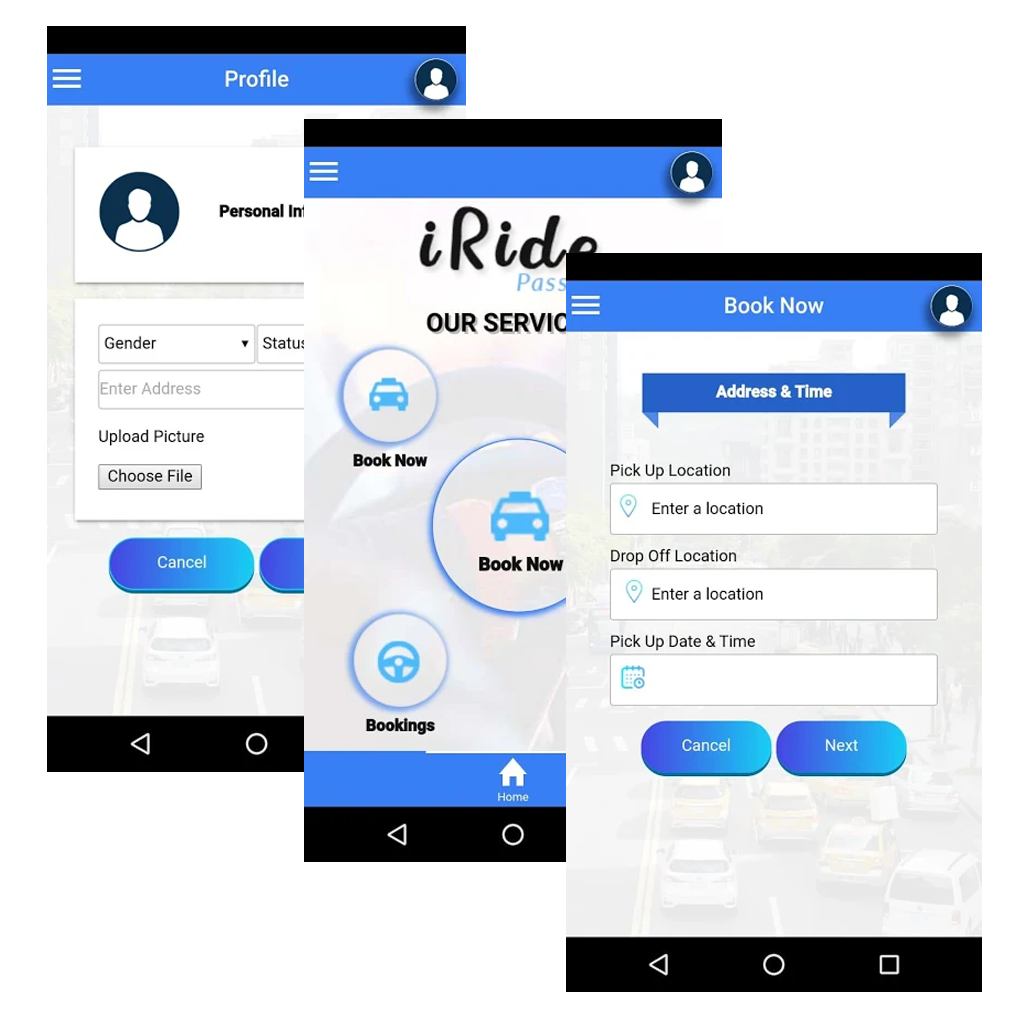 Profile
Personal Inf
Gender
Status
Enter Address
Upload Picture
Choose File
Cancel
iRide
Pass
OUR SERVIC
Book Now
Book Now
Bookings
Home
Book Now
Address & Time
Pick Up Location
Enter a location
Drop Off Location
Enter a location
Pick Up Date & Time
Cancel
Next